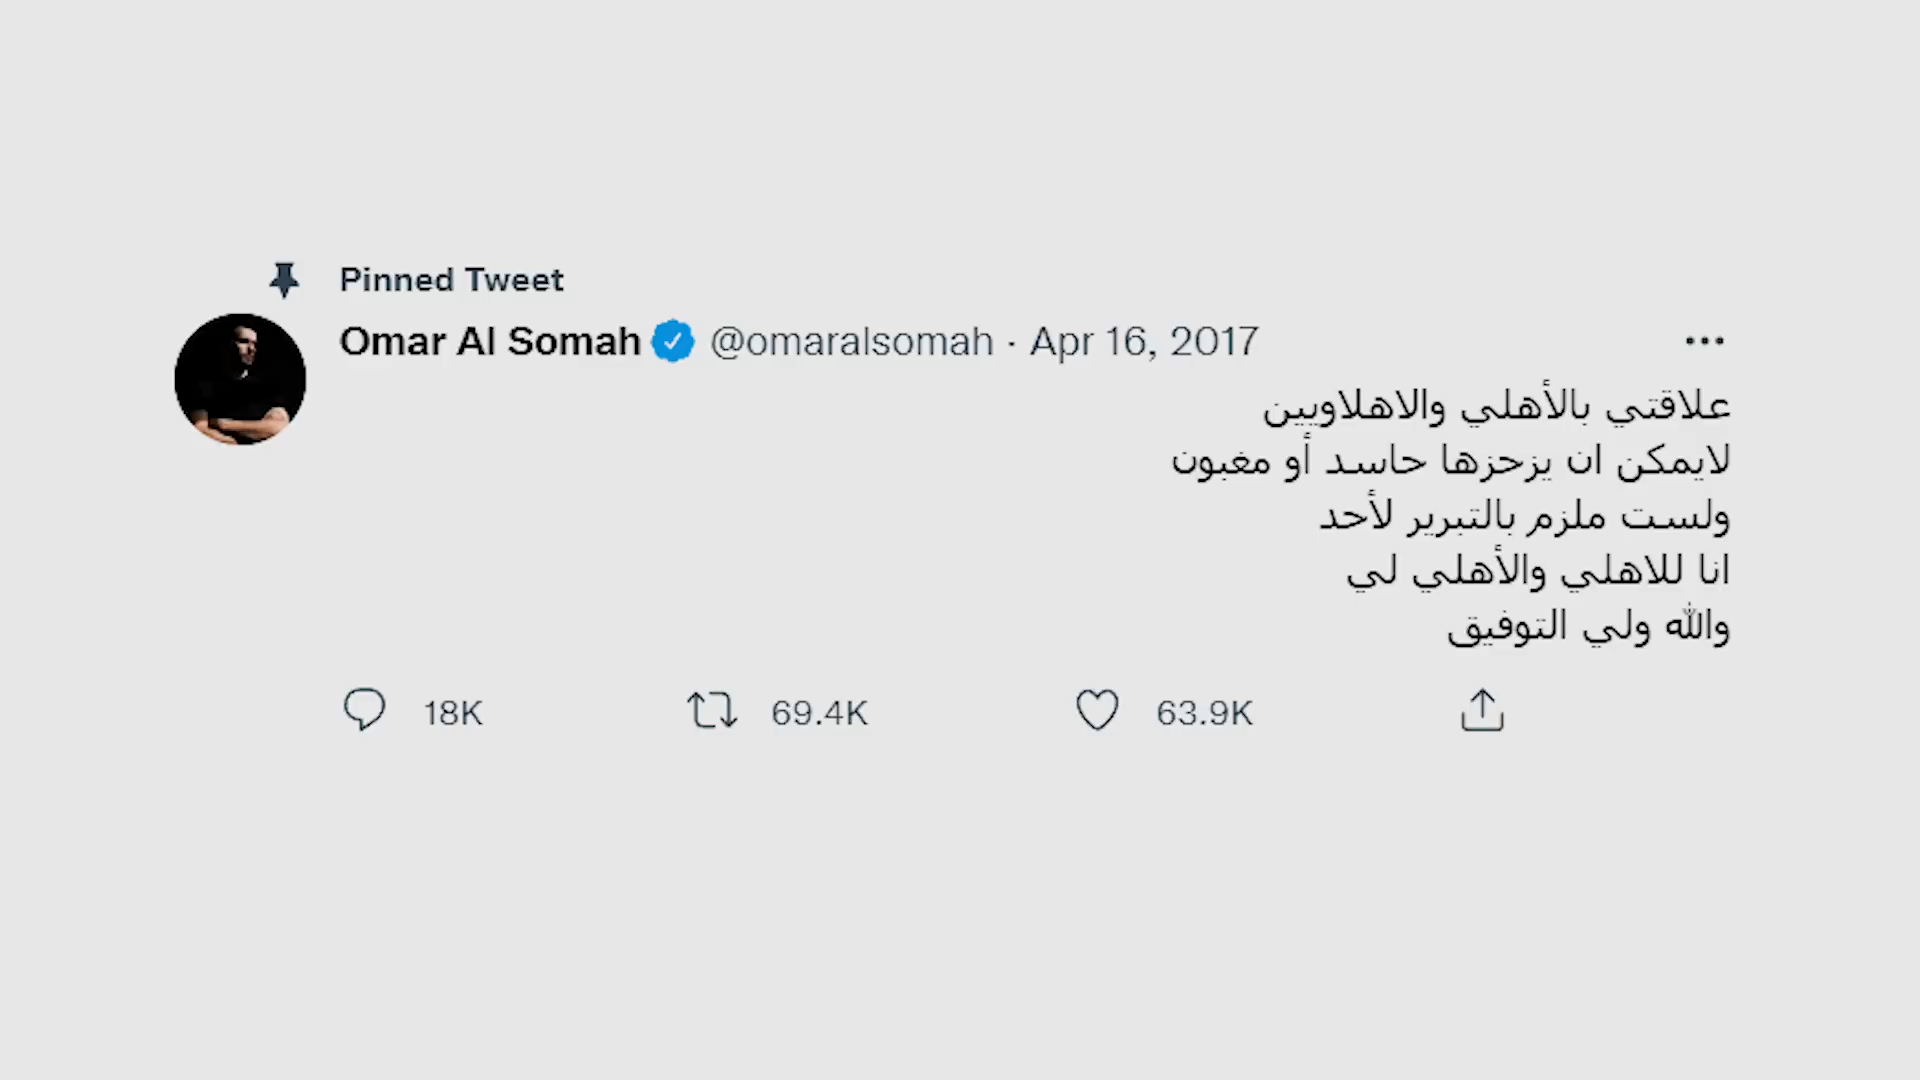 Pinned Tweet
Omar Al Somah @omaralsomah · Apr 16, 2017
علاقتي بالأهلي والاهلاويين
لايمكن ان يزحزها حاسد أو مغبون
ولست ملزم بالتبرير لأحد
انا للاهلي والأهلي لي
والله ولي التوفيق
18K 69.4K 63.9K